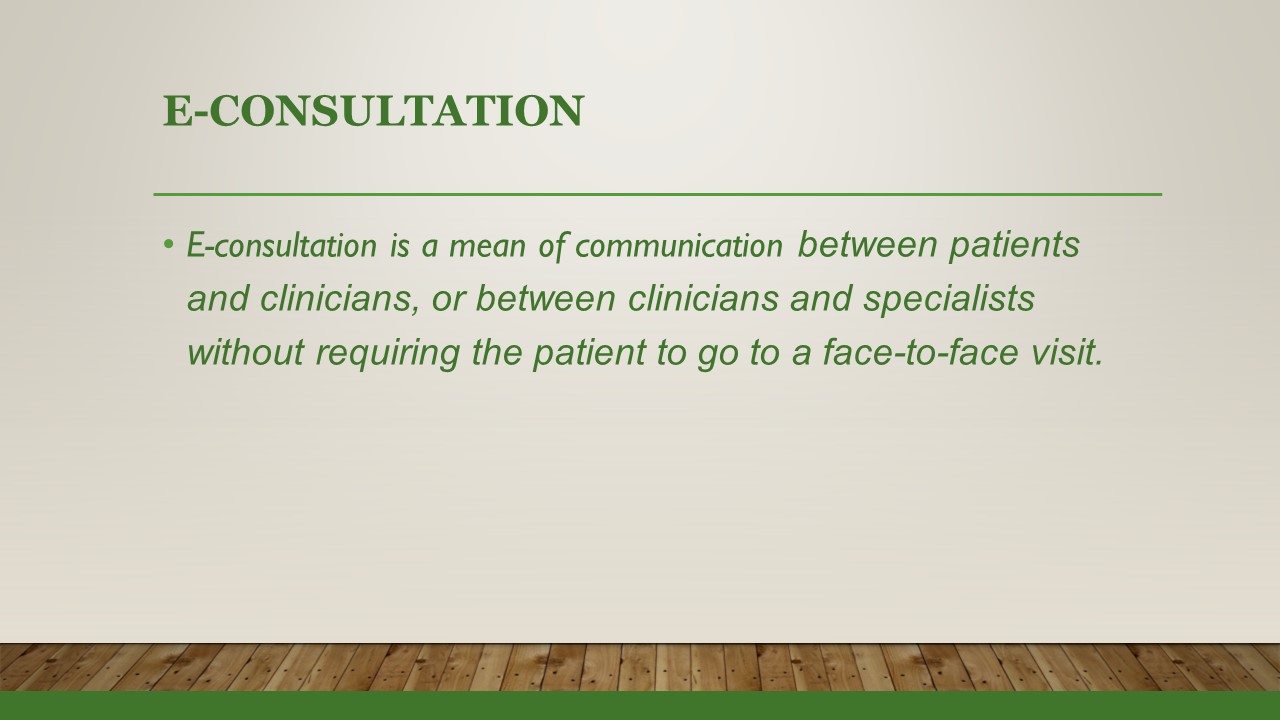 E-CONSULTATION
• E-consultation is a mean of communication between patients
and clinicians, or between clinicians and specialists
without requiring the patient to go to a face-to-face visit.